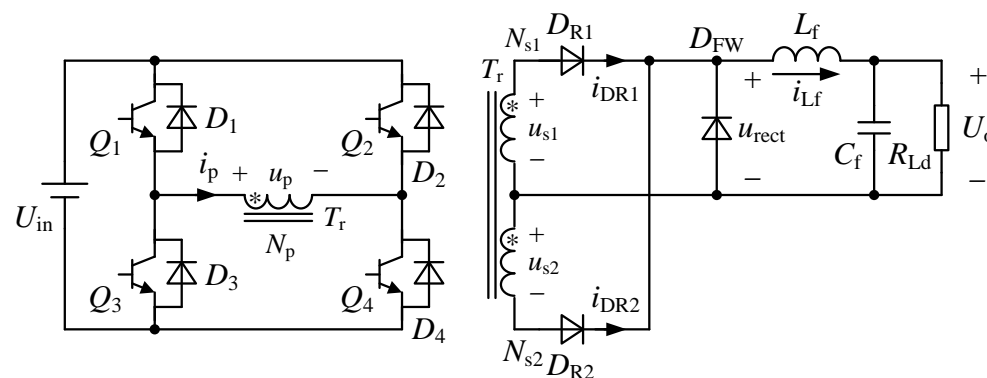 N_s1 D_R1 D_FW L_f
T_r i_DR1 i_Lf
Q_1 D_1 Q_2 D_2
* + u_s1 −
+ u_rect −
C_f R_Ld
+ U_o −
U_in
i_p + u_p −
* T_r
N_p
Q_3 D_3 Q_4 D_4
* + u_s2 −
i_DR2
N_s2 D_R2